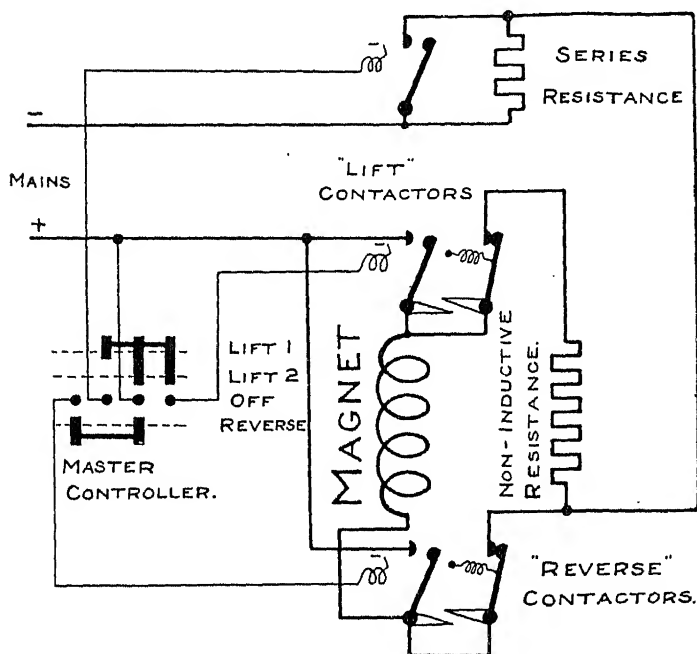 SERIES
RESISTANCE
−
MAINS
+
"LIFT"
CONTACTORS
LIFT 1
LIFT 2
OFF
REVERSE
MASTER
CONTROLLER.
MAGNET
NON-INDUCTIVE
RESISTANCE.
"REVERSE"
CONTACTORS.